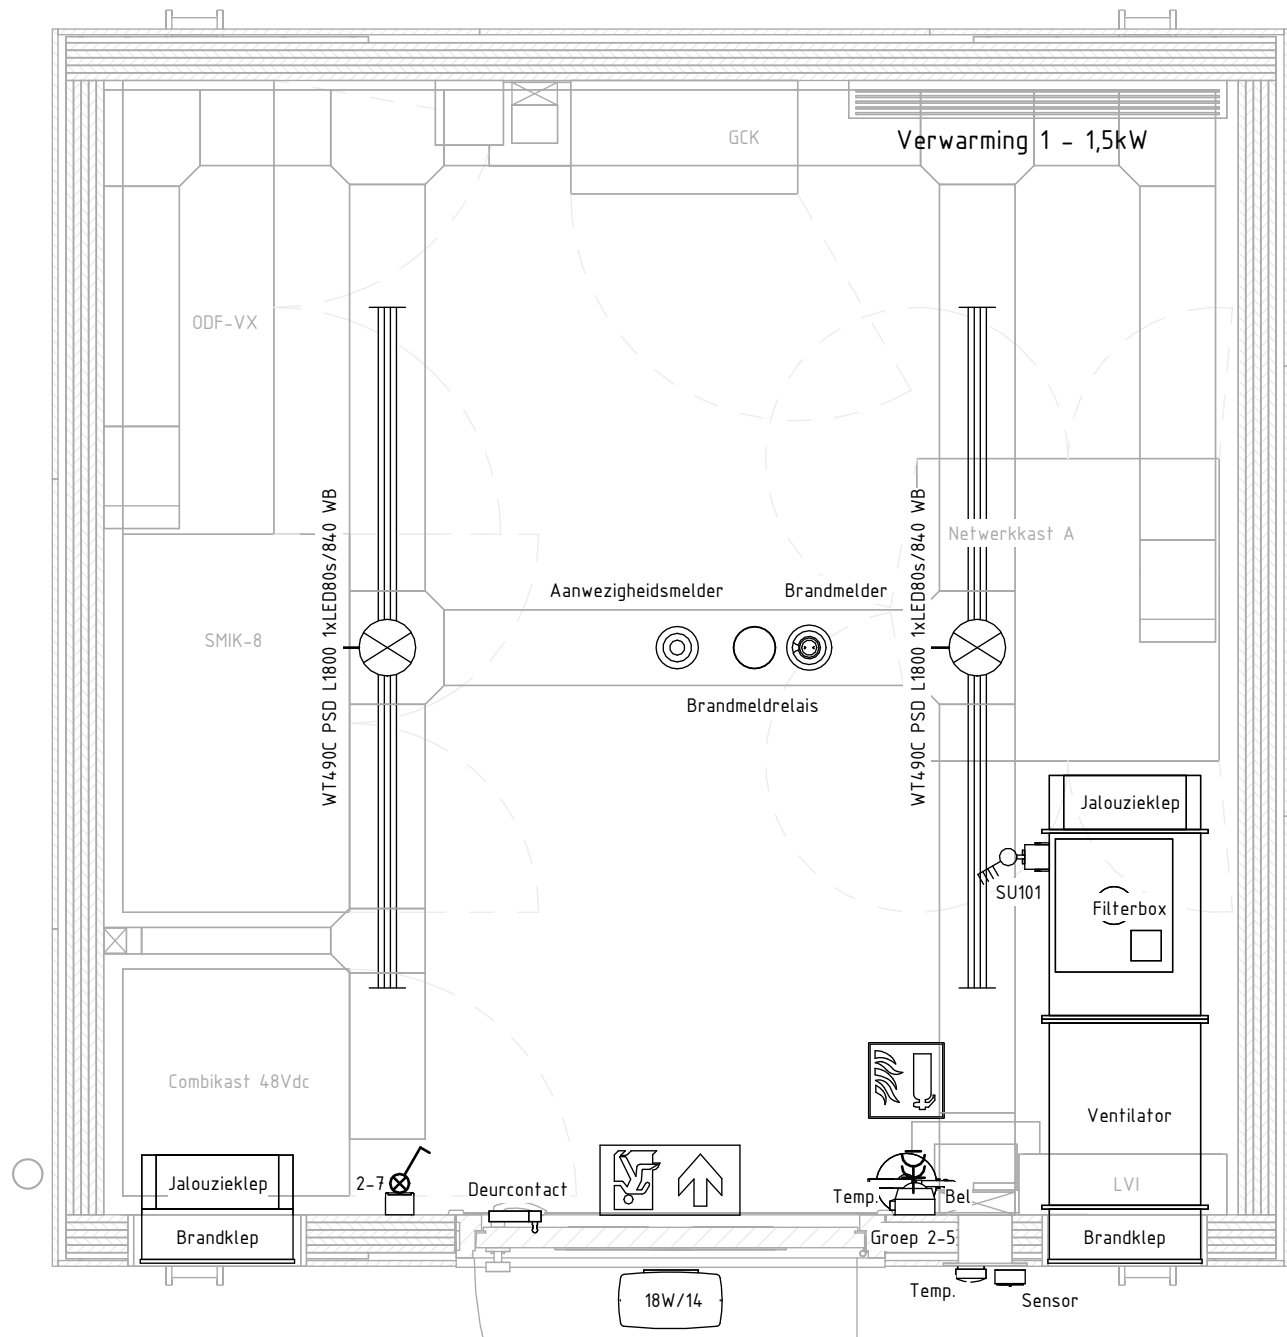 GCK
Verwarming 1 - 1,5kW
ODF-VX
WT490C PSD L1800 1xLED80s/840 WB
WT490C PSD L1800 1xLED80s/840 WB
Netwerkkast A
Aanwezigheidsmelder
Brandmelder
SMIK-8
Brandmeldrelais
Jalouzieklep
SU101
Filterbox
Combikast 48Vdc
Ventilator
Jalouzieklep
2-7
Deurcontact
Temp.
Bel
LVI
Brandklep
Groep 2-5
Brandklep
Temp.
18W/14
Sensor